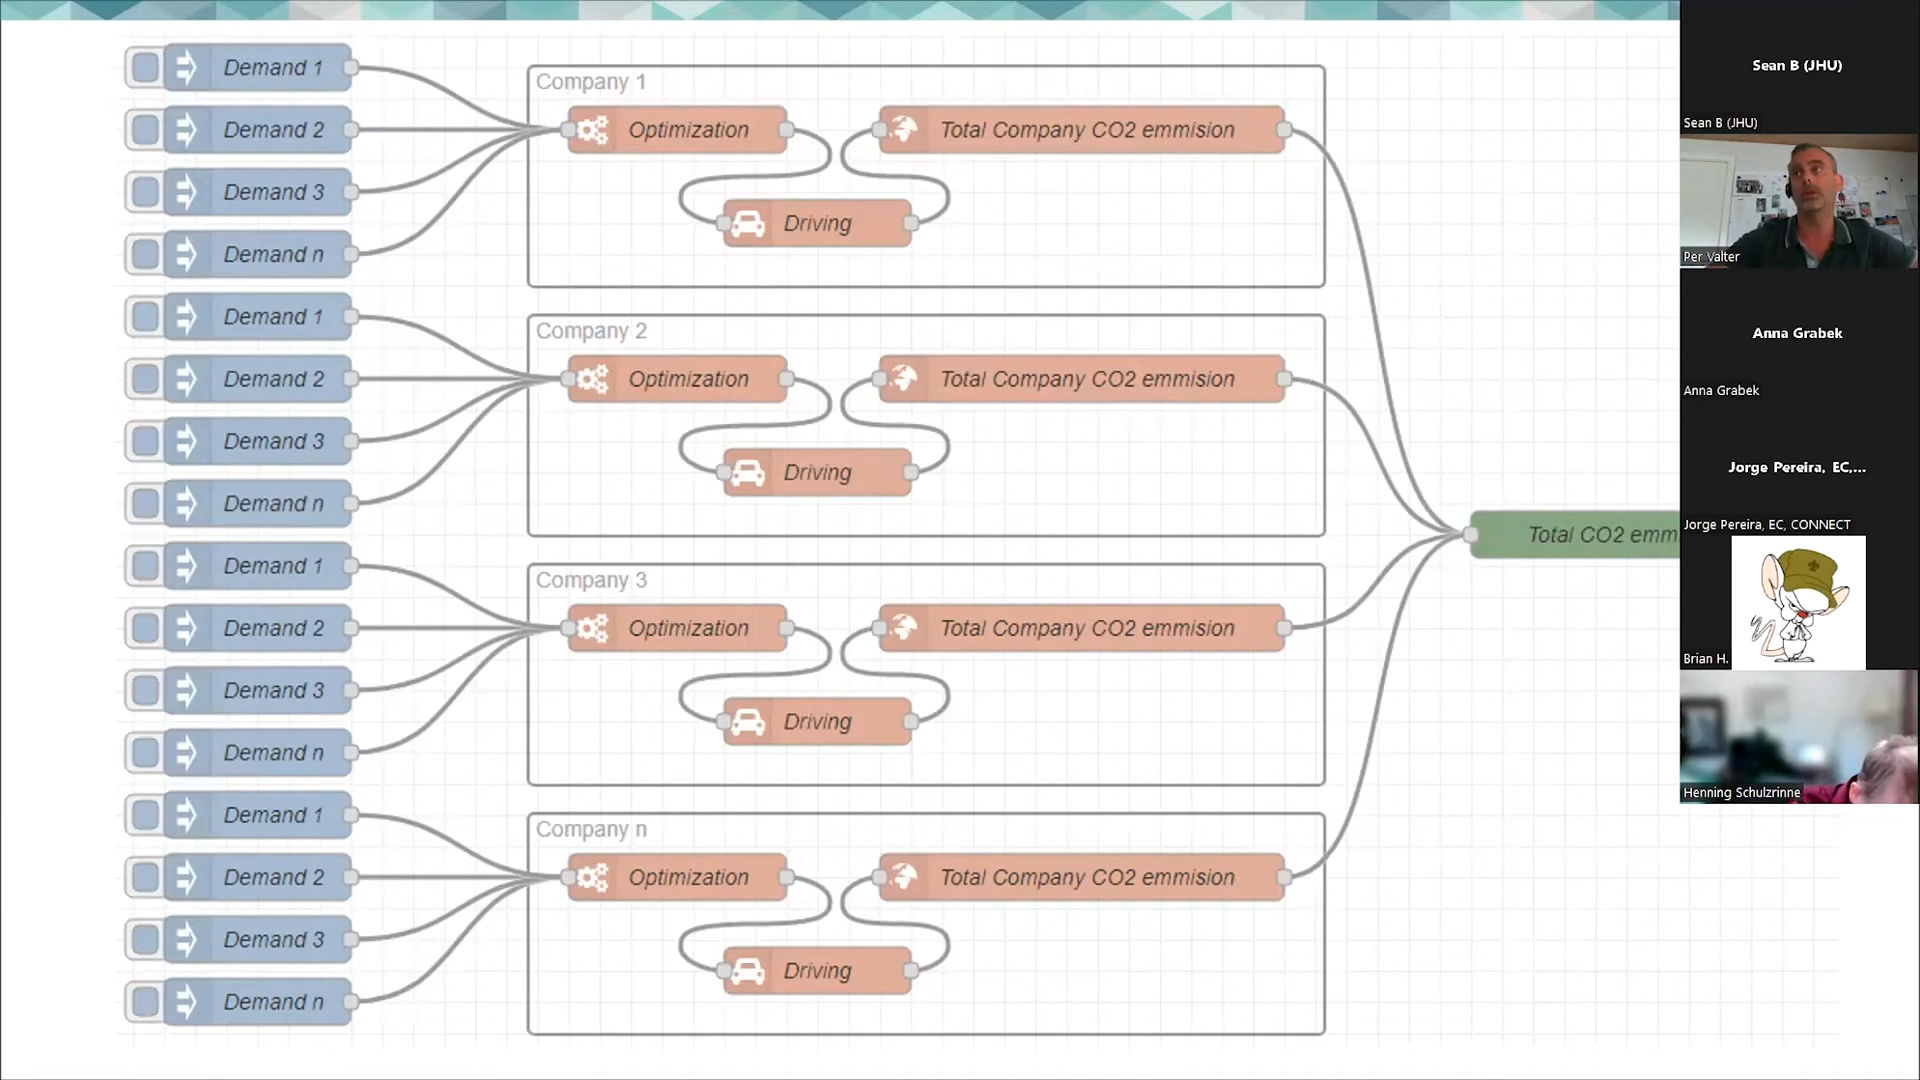 Demand 1
Demand 2
Demand 3
Demand n
Company 1
Optimization
Total Company CO2 emmision
Driving
Demand 1
Demand 2
Demand 3
Demand n
Company 2
Optimization
Total Company CO2 emmision
Driving
Demand 1
Demand 2
Demand 3
Demand n
Company 3
Optimization
Total Company CO2 emmision
Driving
Demand 1
Demand 2
Demand 3
Demand n
Company n
Optimization
Total Company CO2 emmision
Driving
Total CO2 emm
Sean B (JHU)
Sean B (JHU)
Per Valter
Anna Grabek
Anna Grabek
Jorge Pereira, EC,...
Jorge Pereira, EC, CONNECT
Brian H.
Henning Schulzrinne